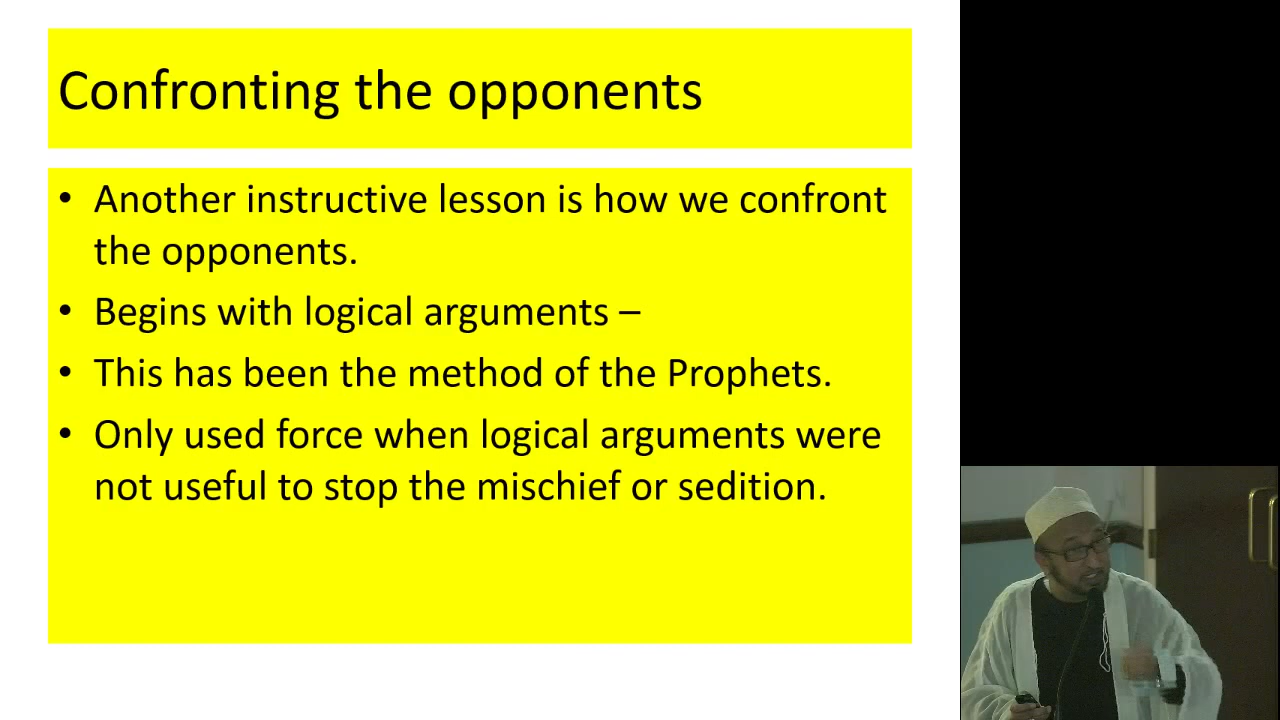 Confronting the opponents
• Another instructive lesson is how we confront
the opponents.
• Begins with logical arguments –
• This has been the method of the Prophets.
• Only used force when logical arguments were
not useful to stop the mischief or sedition.